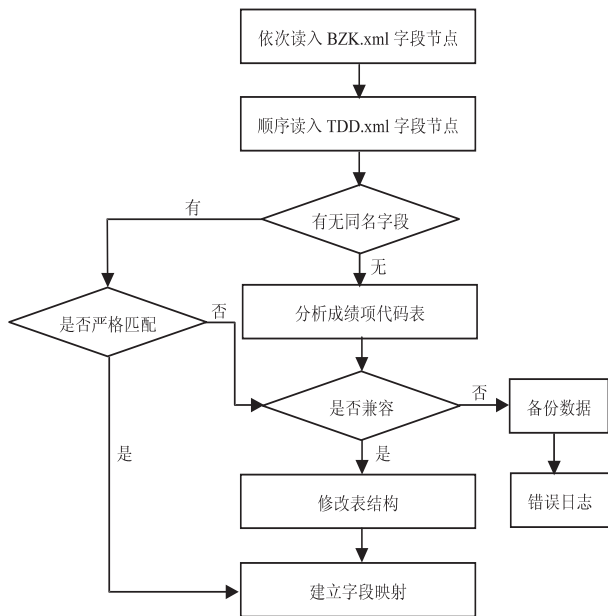 依次读入 BZK.xml 字段节点
顺序读入 TDD.xml 字段节点
有
有无同名字段
无
分析成绩项代码表
是否严格匹配
否
是否兼容
否
备份数据
是
是
修改表结构
错误日志
建立字段映射